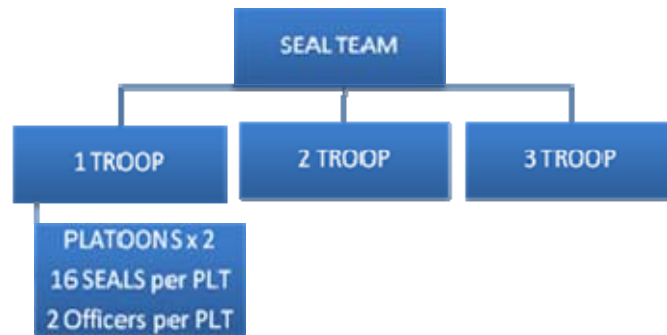 SEAL TEAM
1 TROOP
2 TROOP
3 TROOP
PLATOONS x 2
16 SEALS per PLT
2 Officers per PLT